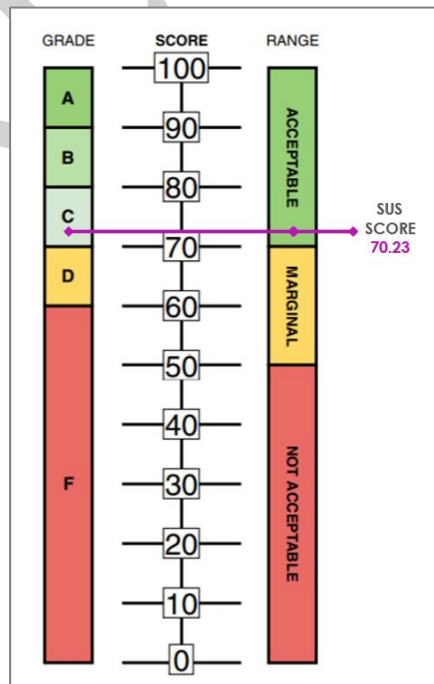 GRADE
SCORE
RANGE
100
A
90
B
80
C
70
D
60
50
40
F
30
20
10
0
ACCEPTABLE
MARGINAL
NOT ACCEPTABLE
SUS
SCORE
70.23